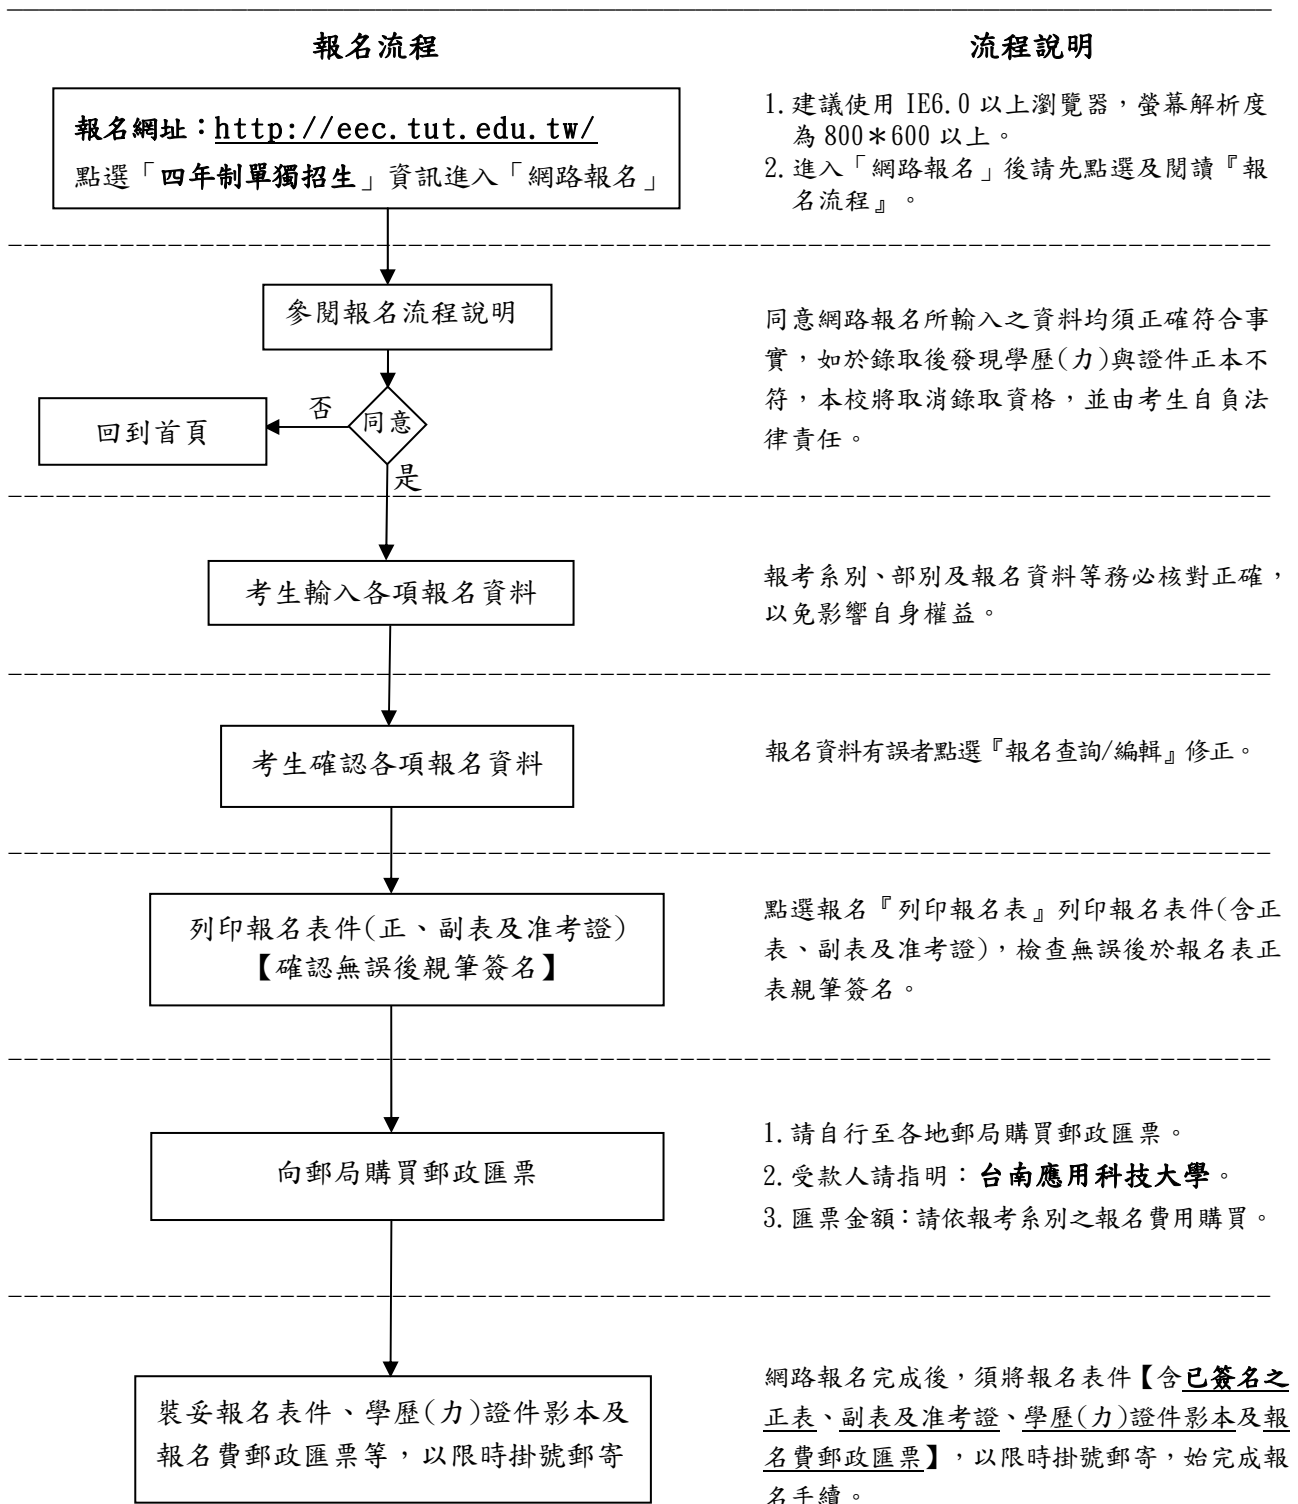 報名流程
流程說明
報名網址：http://eec.tut.edu.tw/
點選「四年制單獨招生」資訊進入「網路報名」
1.建議使用 IE6.0 以上瀏覽器，螢幕解析度
為 800＊600 以上。
2.進入「網路報名」後請先點選及閱讀『報
名流程』。
參閱報名流程說明
同意
否
回到首頁
是
同意網路報名所輸入之資料均須正確符合事
實，如於錄取後發現學歷(力)與證件正本不
符，本校將取消錄取資格，並由考生自負法
律責任。
考生輸入各項報名資料
報考系別、部別及報名資料等務必核對正確，
以免影響自身權益。
考生確認各項報名資料
報名資料有誤者點選『報名查詢/編輯』修正。
列印報名表件(正、副表及准考證)
【確認無誤後親筆簽名】
點選報名『列印報名表』列印報名表件(含正
表、副表及准考證)，檢查無誤後於報名表正
表親筆簽名。
向郵局購買郵政匯票
1.請自行至各地郵局購買郵政匯票。
2.受款人請指明：台南應用科技大學。
3.匯票金額：請依報考系別之報名費用購買。
裝妥報名表件、學歷(力)證件影本及
報名費郵政匯票等，以限時掛號郵寄
網路報名完成後，須將報名表件【含已簽名之
正表、副表及准考證、學歷(力)證件影本及報
名費郵政匯票】，以限時掛號郵寄，始完成報
名手續。